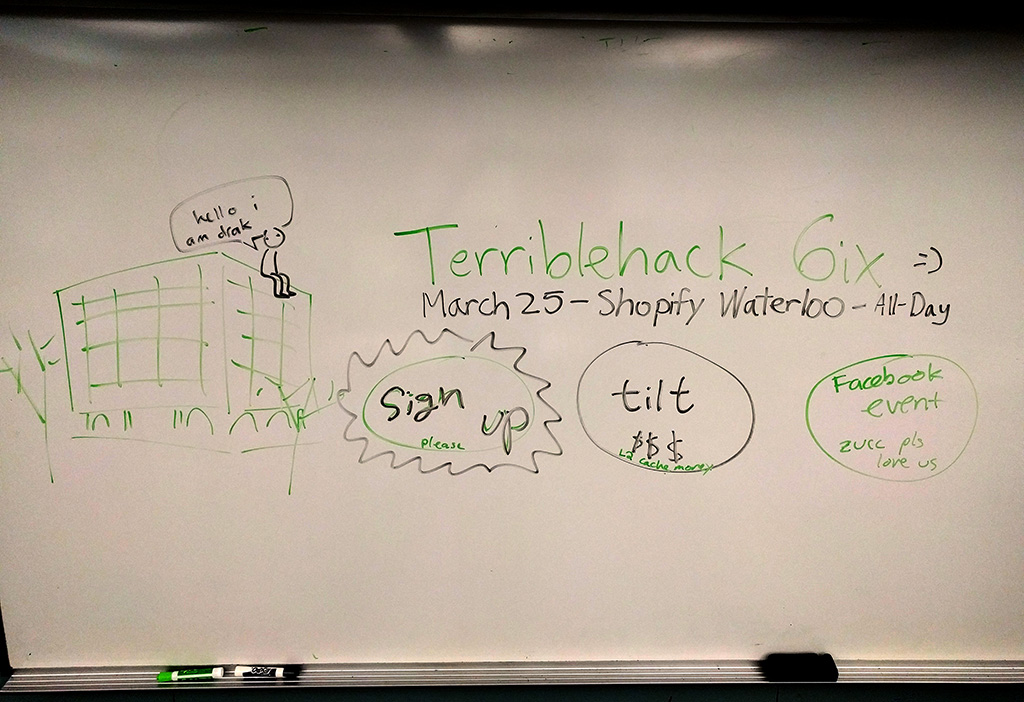 hello i
am drak
Terriblehack 6ix =)
March 25 - Shopify Waterloo - All-Day
Sign
up
please
tilt
$$$
L2 cache money
Facebook
event
zucc pls
love us